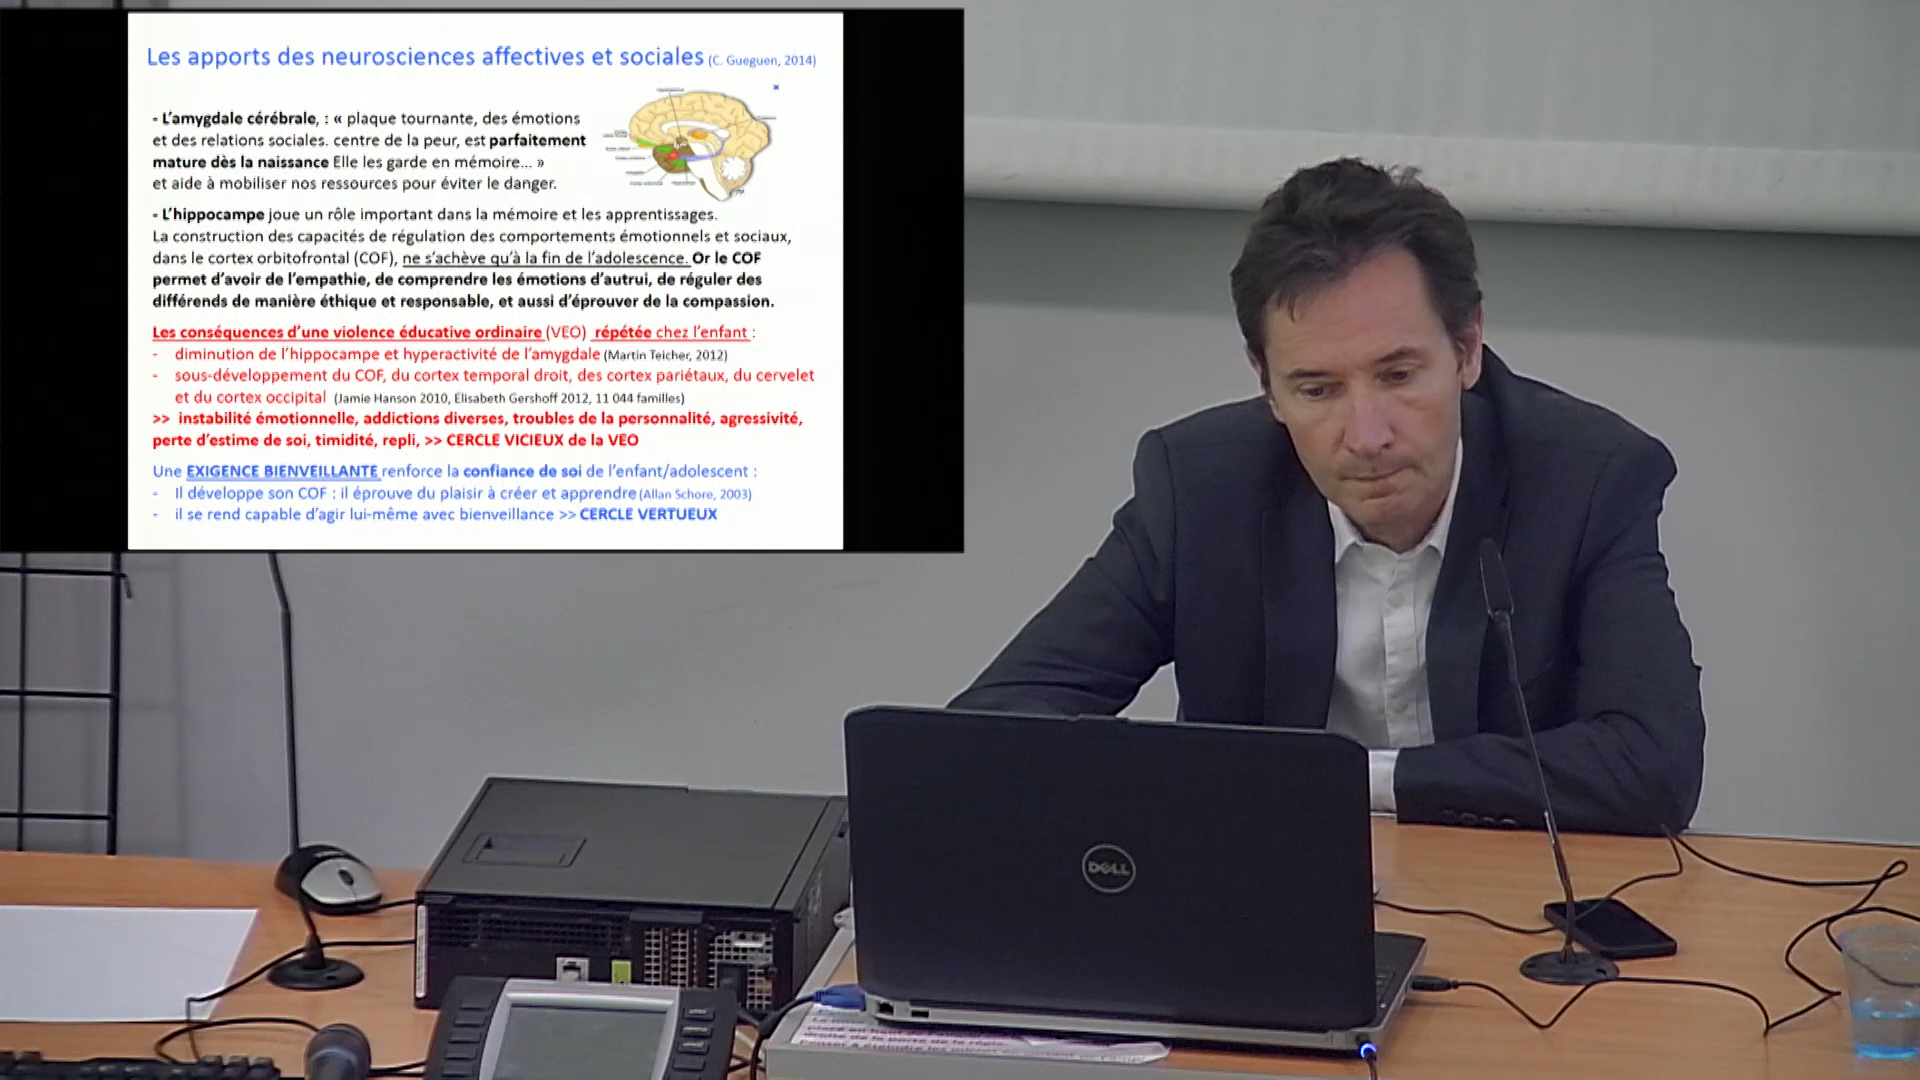 Les apports des neurosciences affectives et sociales (C. Gueguen, 2014)
- L'amygdale cérébrale, : « plaque tournante, des émotions
et des relations sociales. centre de la peur, est parfaitement
mature dès la naissance Elle les garde en mémoire... »
et aide à mobiliser nos ressources pour éviter le danger.
- L'hippocampe joue un rôle important dans la mémoire et les apprentissages.
La construction des capacités de régulation des comportements émotionnels et sociaux,
dans le cortex orbitofrontal (COF), ne s'achève qu'à la fin de l'adolescence. Or le COF
permet d'avoir de l'empathie, de comprendre les émotions d'autrui, de réguler des
différends de manière éthique et responsable, et aussi d'éprouver de la compassion.
Les conséquences d'une violence éducative ordinaire (VEO) répétée chez l'enfant :
- diminution de l'hippocampe et hyperactivité de l'amygdale (Martin Teicher, 2012)
- sous-développement du COF, du cortex temporal droit, des cortex pariétaux, du cervelet
et du cortex occipital (Jamie Hanson 2010, Elisabeth Gershoff 2012, 11 044 familles)
>> instabilité émotionnelle, addictions diverses, troubles de la personnalité, agressivité,
perte d'estime de soi, timidité, repli, >> CERCLE VICIEUX de la VEO
Une EXIGENCE BIENVEILLANTE renforce la confiance de soi de l'enfant/adolescent :
- Il développe son COF : il éprouve du plaisir à créer et apprendre (Allan Schore, 2003)
- il se rend capable d'agir lui-même avec bienveillance >> CERCLE VERTUEUX
DELL